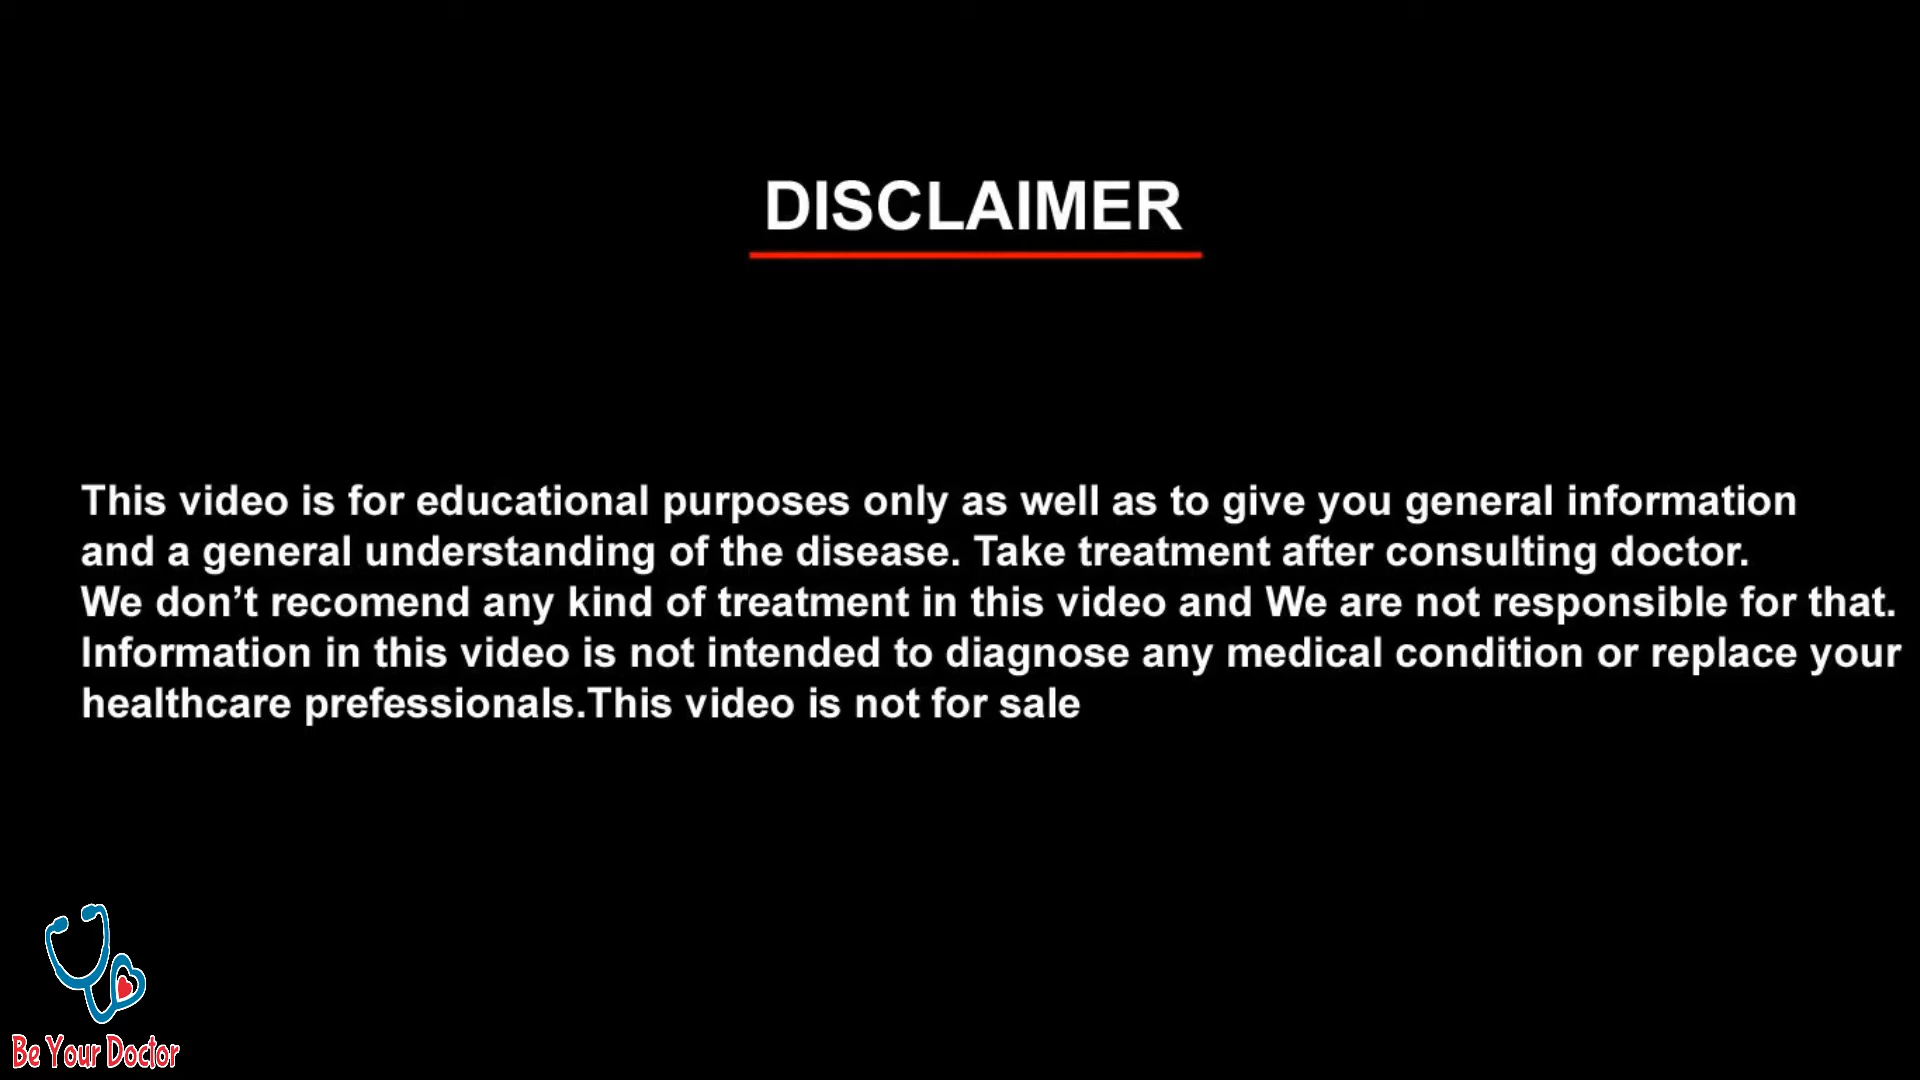 DISCLAIMER
This video is for educational purposes only as well as to give you general information
and a general understanding of the disease. Take treatment after consulting doctor.
We don’t recomend any kind of treatment in this video and We are not responsible for that.
Information in this video is not intended to diagnose any medical condition or replace your
healthcare prefessionals.This video is not for sale
Be Your Doctor